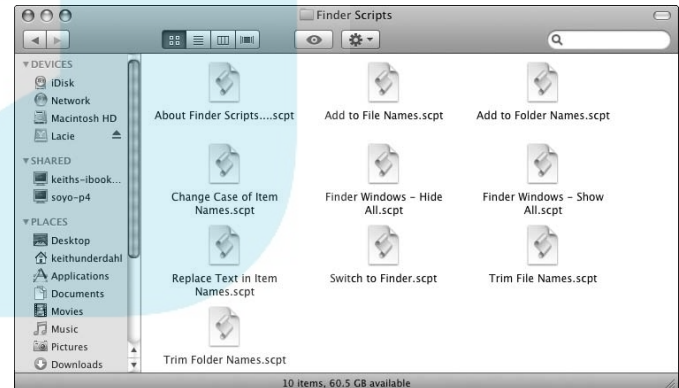 Finder Scripts
DEVICES
iDisk
Network
Macintosh HD
Lacie
SHARED
keiths-ibook...
soyo-p4
PLACES
Desktop
keithunderdahl
Applications
Documents
Movies
Music
Pictures
Downloads
About Finder Scripts....scpt
Add to File Names.scpt
Add to Folder Names.scpt
Change Case of Item
Names.scpt
Finder Windows – Hide
All.scpt
Finder Windows – Show
All.scpt
Replace Text in Item
Names.scpt
Switch to Finder.scpt
Trim File Names.scpt
Trim Folder Names.scpt
10 items, 60.5 GB available